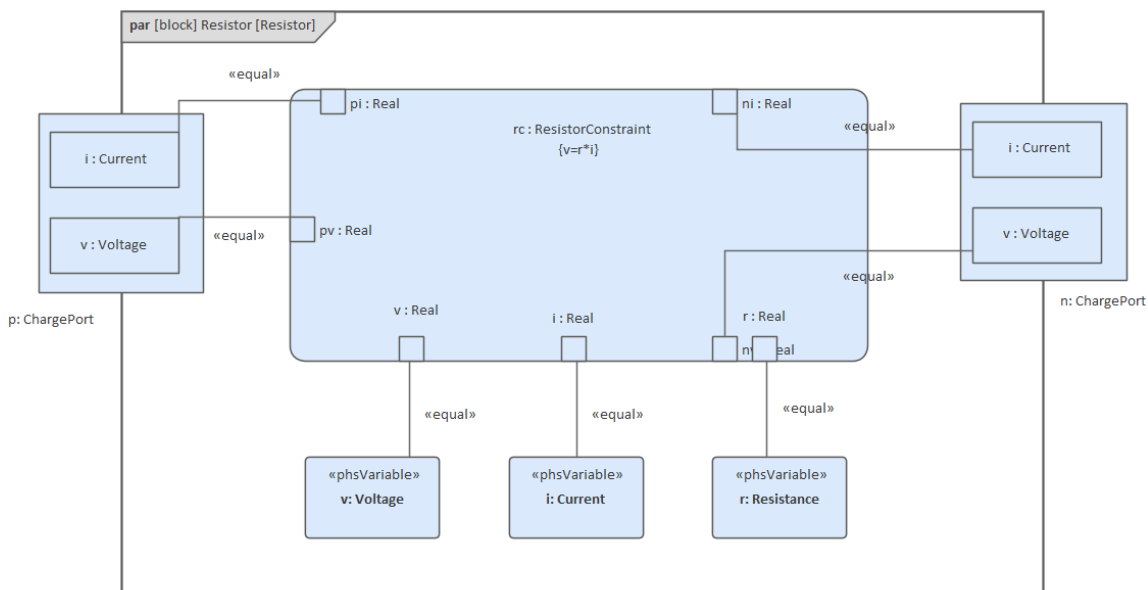 par [block] Resistor [Resistor]
«equal»
pi : Real
ni : Real
«equal»
rc : ResistorConstraint
{v=r*i}
i : Current
i : Current
v : Voltage
pv : Real
«equal»
v : Voltage
«equal»
p: ChargePort
n: ChargePort
v : Real
i : Real
r : Real
«equal»
«equal»
«equal»
«phsVariable»
v: Voltage
«phsVariable»
i: Current
«phsVariable»
r: Resistance